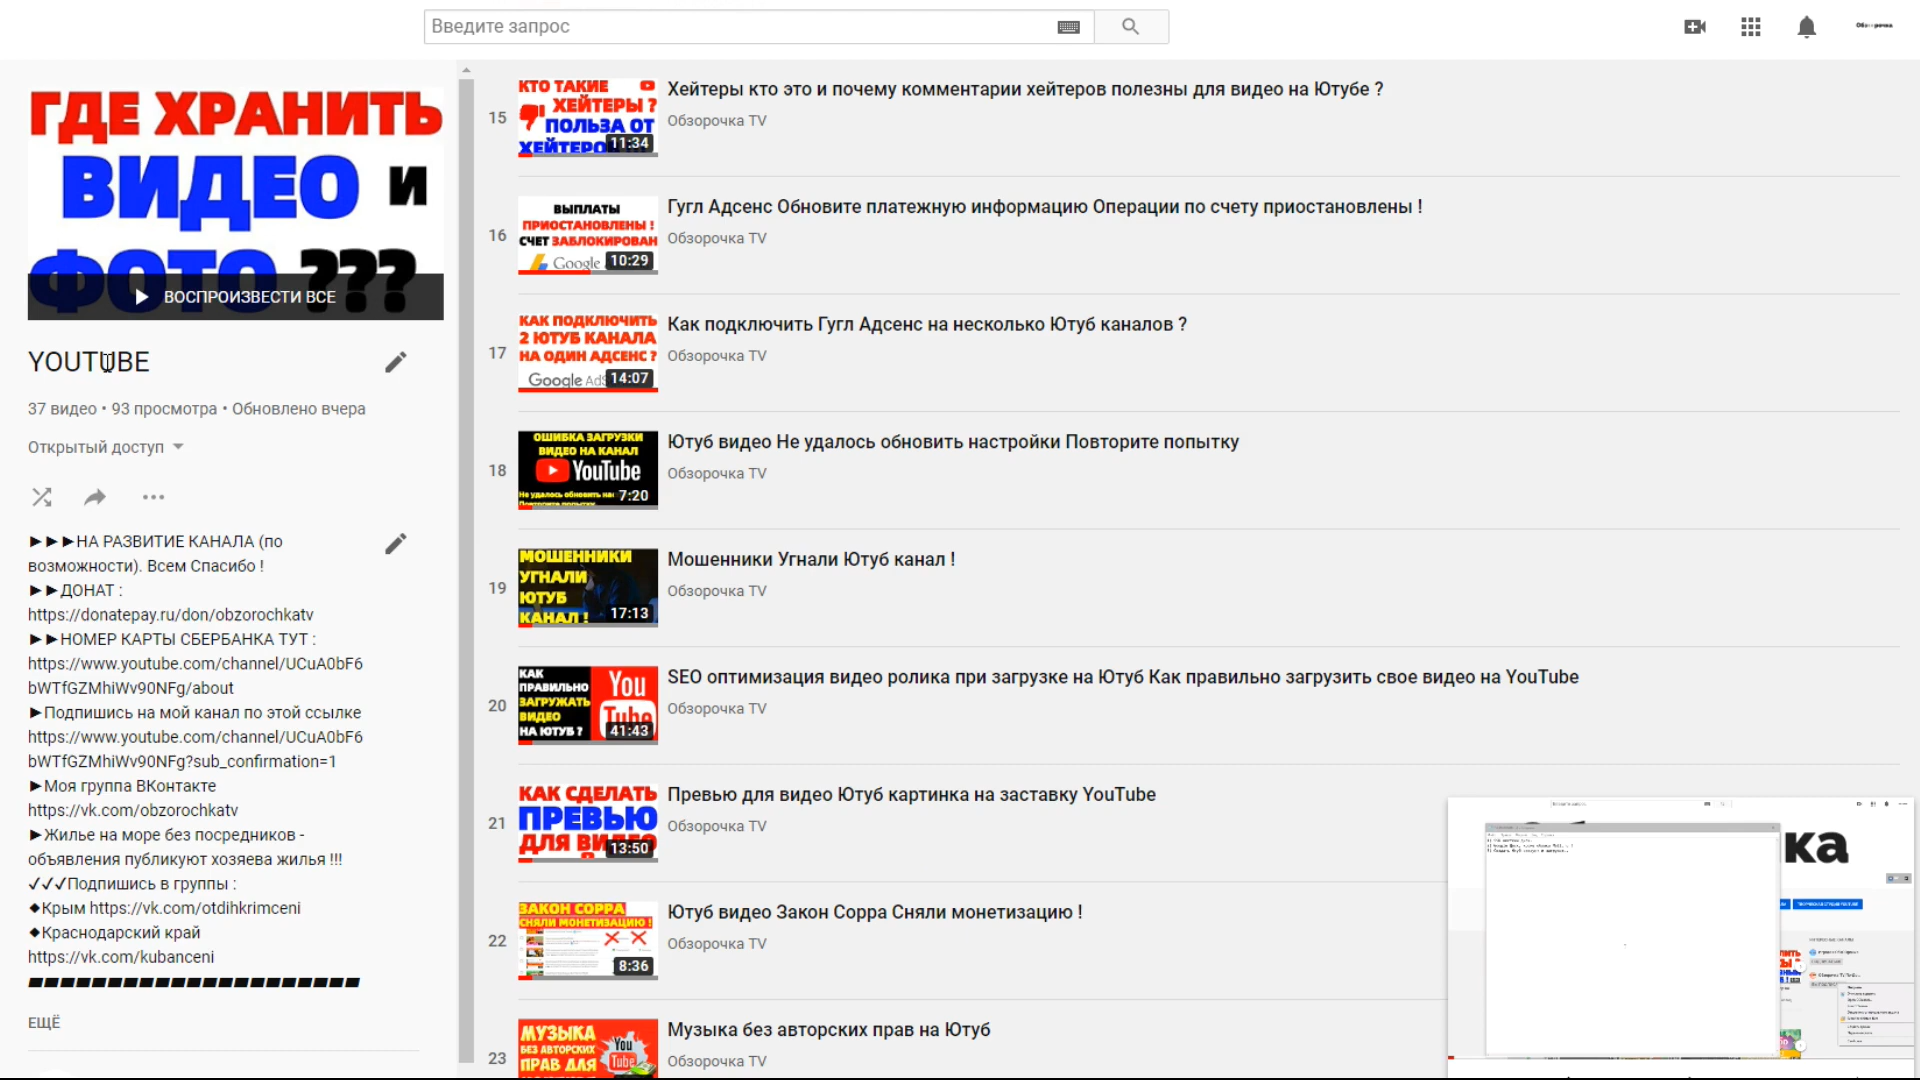 Введите запрос
ГДЕ ХРАНИТЬ
ВИДЕО И
ФОТО ???
ВОСПРОИЗВЕСТИ ВСЕ
YOUTUBE
37 видео • 93 просмотра • Обновлено вчера
Открытый доступ
►►►НА РАЗВИТИЕ КАНАЛА (по
возможности). Всем Спасибо !
►►ДОНАТ :
https://donatepay.ru/don/obzorochkatv
►►НОМЕР КАРТЫ СБЕРБАНКА ТУТ :
https://www.youtube.com/channel/UCuA0bF6
bWTfGZMhiWv90NFg/about
►Подпишись на мой канал по этой ссылке
https://www.youtube.com/channel/UCuA0bF6
bWTfGZMhiWv90NFg?sub_confirmation=1
►Моя группа ВКонтакте
https://vk.com/obzorochkatv
►Жилье на море без посредников -
объявления публикуют хозяева жилья !!!
✓✓✓Подпишись в группы :
◆Крым https://vk.com/otdihkrimceni
◆Краснодарский край
https://vk.com/kubanceni
ЕЩЁ
15
КТО ТАКИЕ
ХЕЙТЕРЫ ?
ПОЛЬЗА ОТ
11:34
Хейтеры кто это и почему комментарии хейтеров полезны для видео на Ютубе ?
Обзорочка TV
16
ВЫПЛАТЫ
ПРИОСТАНОВЛЕНЫ !
СЧЕТ ЗАБЛОКИРОВАН
Google
10:29
Гугл Адсенс Обновите платежную информацию Операции по счету приостановлены !
Обзорочка TV
17
КАК ПОДКЛЮЧИТЬ
2 ЮТУБ КАНАЛА
НА ОДИН АДСЕНС ?
Google
14:07
Как подключить Гугл Адсенс на несколько Ютуб каналов ?
Обзорочка TV
18
ОШИБКА ЗАГРУЗКИ
ВИДЕО НА КАНАЛ
YouTube
Не удалось обновить
7:20
Ютуб видео Не удалось обновить настройки Повторите попытку
Обзорочка TV
19
МОШЕННИКИ
УГНАЛИ
ЮТУБ
КАНАЛ !
17:13
Мошенники Угнали Ютуб канал !
Обзорочка TV
20
КАК
ПРАВИЛЬНО
ЗАГРУЖАТЬ
ВИДЕО
НА ЮТУБ ?
You
Tube
41:43
SEO оптимизация видео ролика при загрузке на Ютуб Как правильно загрузить свое видео на YouTube
Обзорочка TV
21
КАК СДЕЛАТЬ
ПРЕВЬЮ
ДЛЯ ВИДЕО
13:50
Превью для видео Ютуб картинка на заставку YouTube
Обзорочка TV
22
ЗАКОН СОРРА
СНЯЛИ МОНЕТИЗАЦИЮ !
8:36
Ютуб видео Закон Сорра Сняли монетизацию !
Обзорочка TV
23
МУЗЫКА
БЕЗ АВТОРСКИХ
ПРАВ ДЛЯ
You
Tube
Музыка без авторских прав на Ютуб
Обзорочка TV
ка